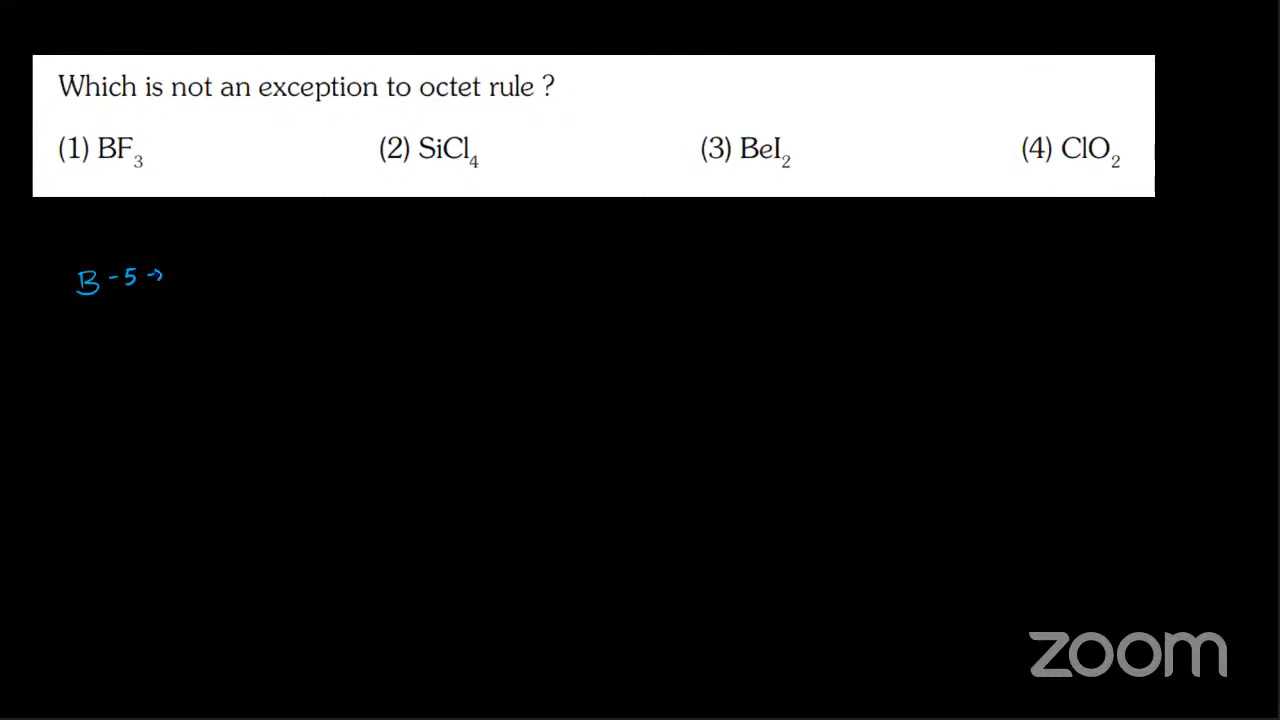 Which is not an exception to octet rule ?
(1) BF₃ (2) SiCl₄ (3) BeI₂ (4) ClO₂
B - 5 →
zoom